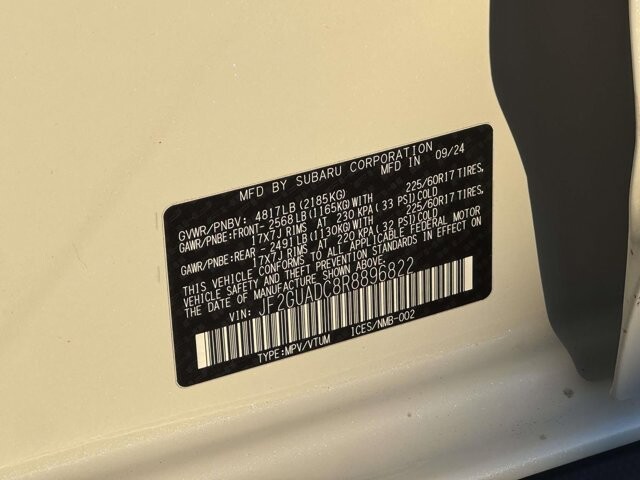 MFD BY SUBARU CORPORATION
MFD.IN 09/24
GVWR/PNBV: 4817LB(2185KG)
GAWR/PNBE:FRONT-2568LB(1165KG)WITH 225/60R17 TIRES,
17X7J RIMS AT 230 KPA(33 PSI)COLD
GAWR/PNBE:REAR -2491LB(1130KG)WITH 225/60R17 TIRES,
17X7J RIMS AT 220 KPA(32 PSI)COLD
THIS VEHICLE CONFORMS TO ALL APPLICABLE FEDERAL MOTOR
VEHICLE SAFETY AND THEFT PREVENTION STANDARDS IN EFFECT ON
THE DATE OF MANUFACTURE SHOWN ABOVE.
VIN: JF2GUADC8R8896822
TYPE:MPV/VTUM ICES/NMB-002